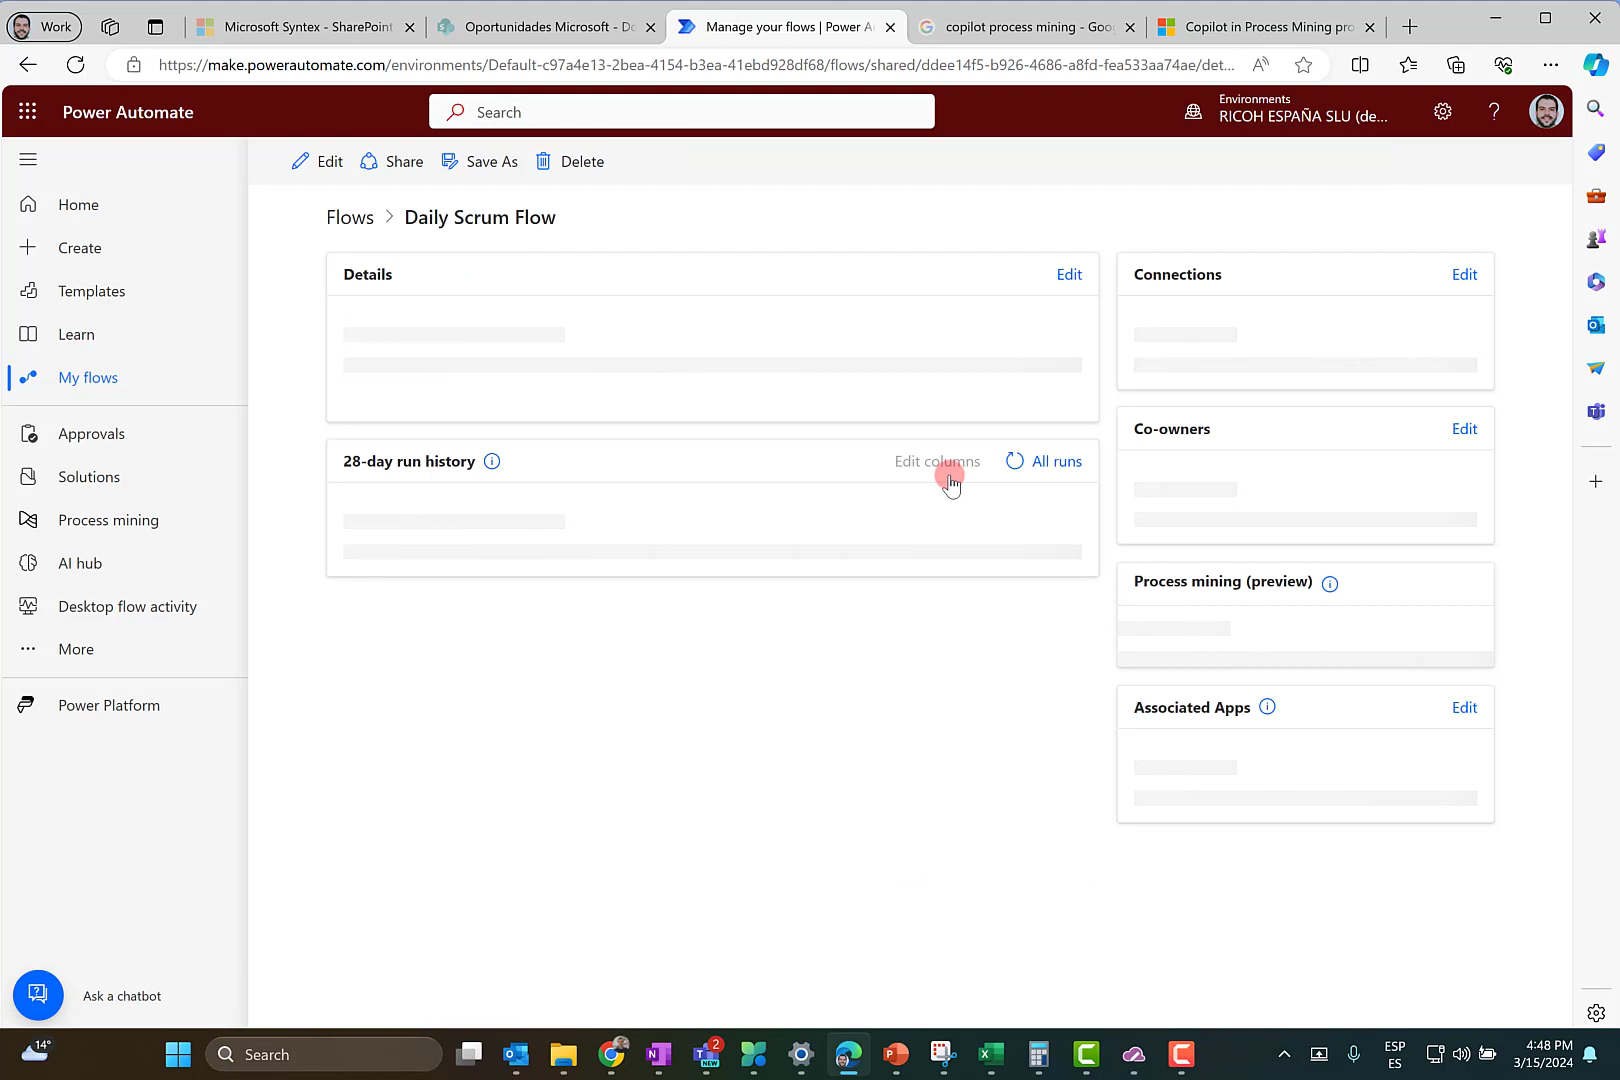 Work
Microsoft Syntex - SharePoint
Oportunidades Microsoft - Do
Manage your flows | Power A
copilot process mining - Goog
Copilot in Process Mining pro
https://make.powerautomate.com/environments/Default-c97a4e13-2bea-4154-b3ea-41ebd928df68/flows/shared/ddee14f5-b926-4686-a8fd-fea533aa74ae/det...
Power Automate
Search
Environments
RICOH ESPAÑA SLU (de...
Edit
Share
Save As
Delete
Home
Create
Templates
Learn
My flows
Approvals
Solutions
Process mining
AI hub
Desktop flow activity
More
Power Platform
Ask a chatbot
Flows > Daily Scrum Flow
Details
Edit
28-day run history
Edit columns
All runs
Connections
Edit
Co-owners
Edit
Process mining (preview)
Associated Apps
Edit
14°
Search
2
NEW
ESP
ES
4:48 PM
3/15/2024